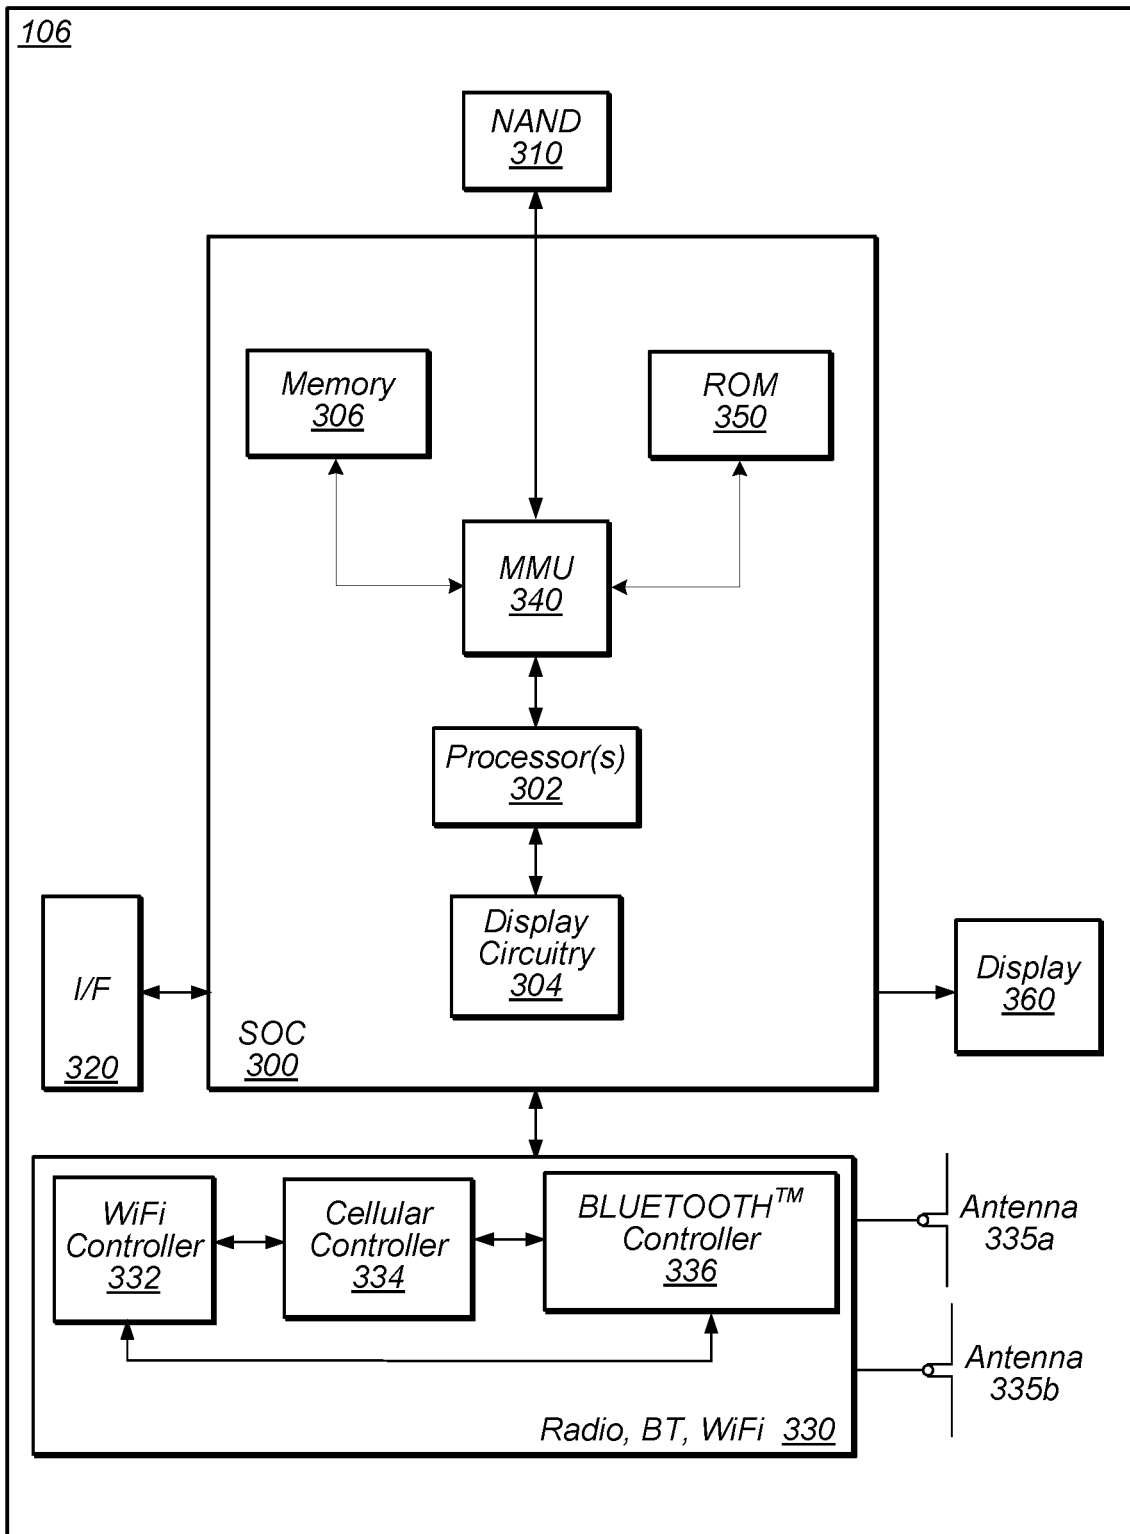 106
NAND
310
Memory
306
ROM
350
MMU
340
Processor(s)
302
Display
Circuitry
304
I/F
320
SOC
300
Display
360
WiFi
Controller
332
Cellular
Controller
334
BLUETOOTH™
Controller
336
Antenna
335a
Antenna
335b
Radio, BT, WiFi 330